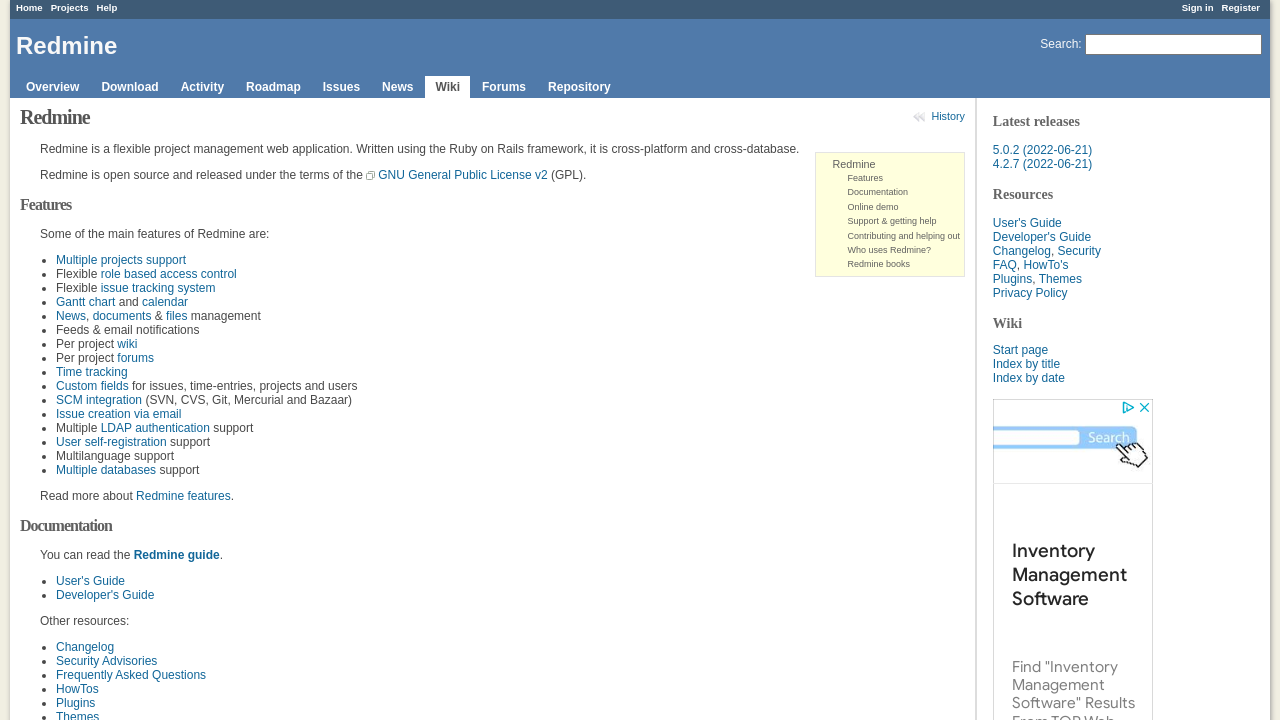 Home Projects Help Sign in Register
Redmine
Search:
Overview Download Activity Roadmap Issues News Wiki Forums Repository
Redmine
History
Redmine is a flexible project management web application. Written using the Ruby on Rails framework, it is cross-platform and cross-database.
Redmine is open source and released under the terms of the GNU General Public License v2 (GPL).
Redmine
Features
Documentation
Online demo
Support & getting help
Contributing and helping out
Who uses Redmine?
Redmine books
Features
Some of the main features of Redmine are:
Multiple projects support
Flexible role based access control
Flexible issue tracking system
Gantt chart and calendar
News, documents & files management
Feeds & email notifications
Per project wiki
Per project forums
Time tracking
Custom fields for issues, time-entries, projects and users
SCM integration (SVN, CVS, Git, Mercurial and Bazaar)
Issue creation via email
Multiple LDAP authentication support
User self-registration support
Multilanguage support
Multiple databases support
Read more about Redmine features.
Documentation
You can read the Redmine guide.
User's Guide
Developer's Guide
Other resources:
Changelog
Security Advisories
Frequently Asked Questions
HowTos
Plugins
Themes
Latest releases
5.0.2 (2022-06-21)
4.2.7 (2022-06-21)
Resources
User's Guide
Developer's Guide
Changelog, Security
FAQ, HowTo's
Plugins, Themes
Privacy Policy
Wiki
Start page
Index by title
Index by date
Search
Inventory
Management
Software
Find "Inventory
Management
Software" Results
From TOP Web